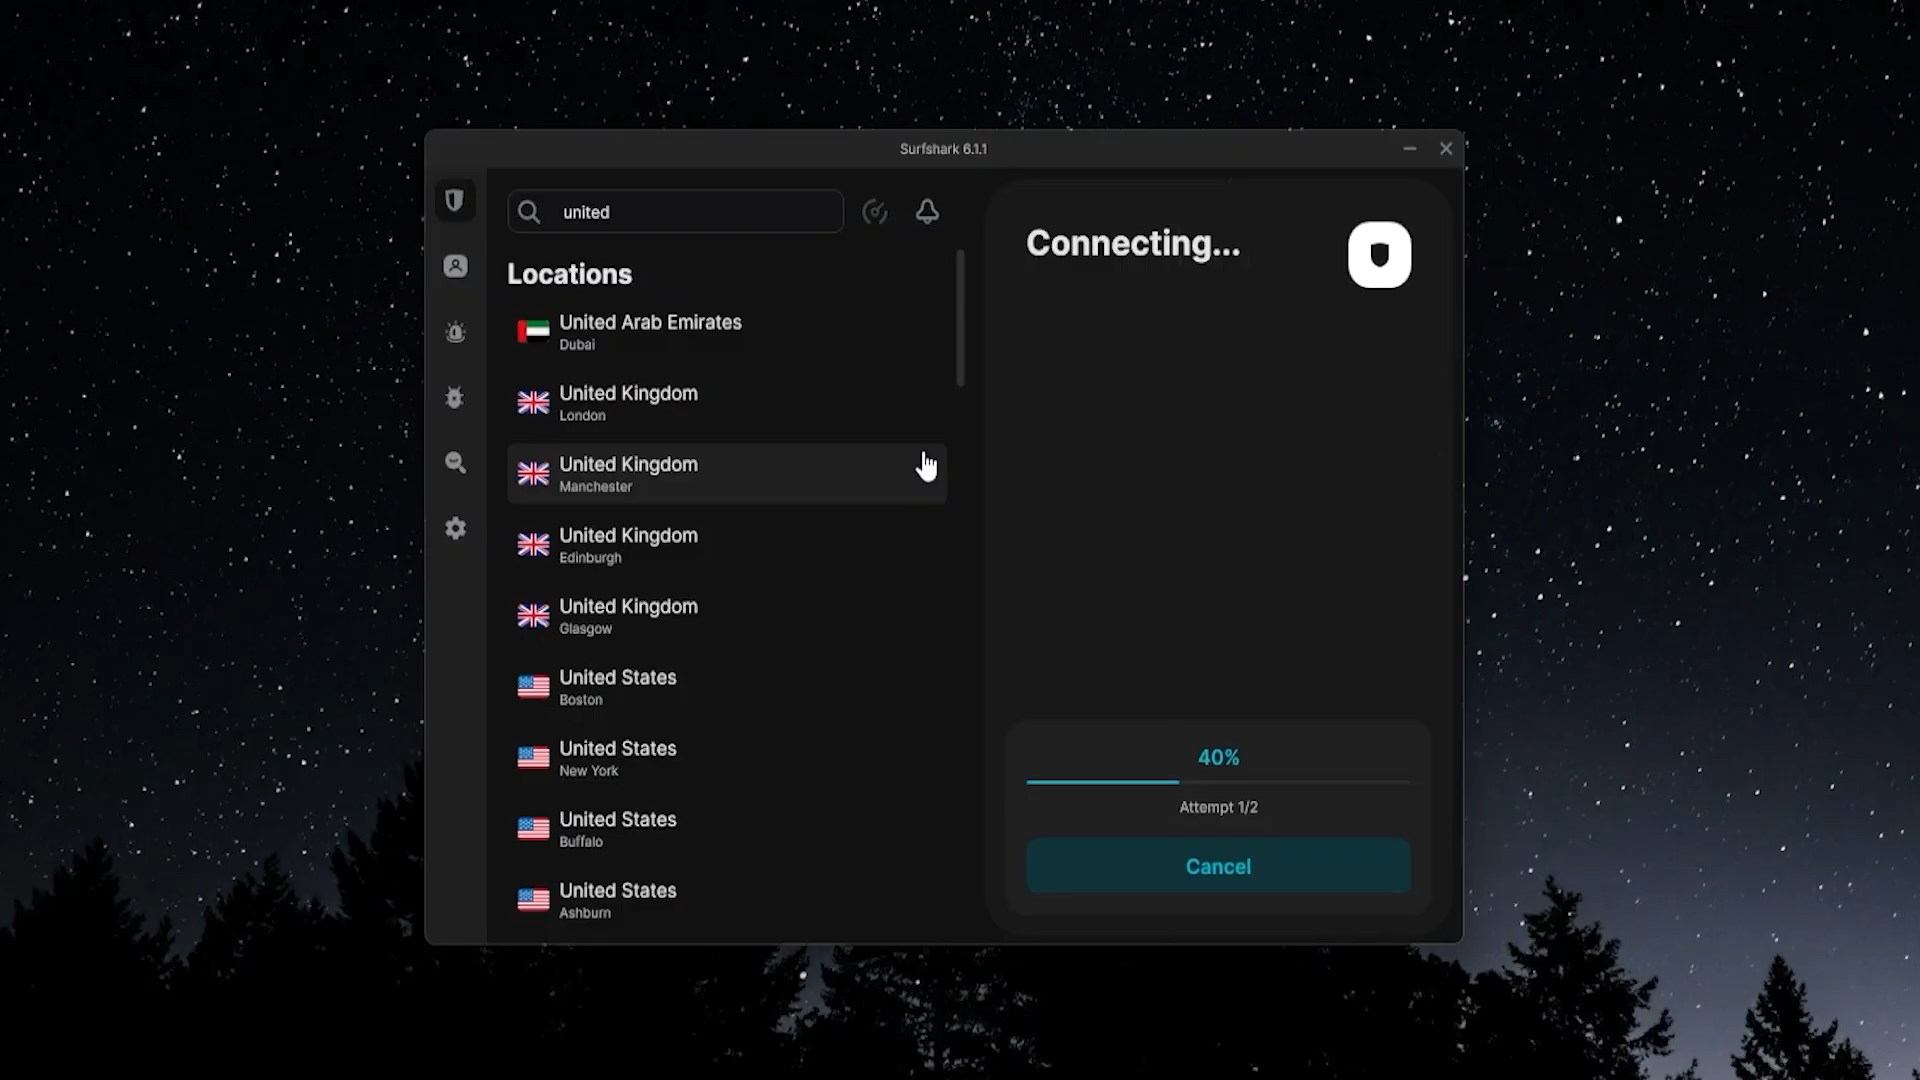 Surfshark 6.1.1
united
Locations
United Arab Emirates
Dubai
United Kingdom
London
United Kingdom
Manchester
United Kingdom
Edinburgh
United Kingdom
Glasgow
United States
Boston
United States
New York
United States
Buffalo
United States
Ashburn
Connecting...
40%
Attempt 1/2
Cancel